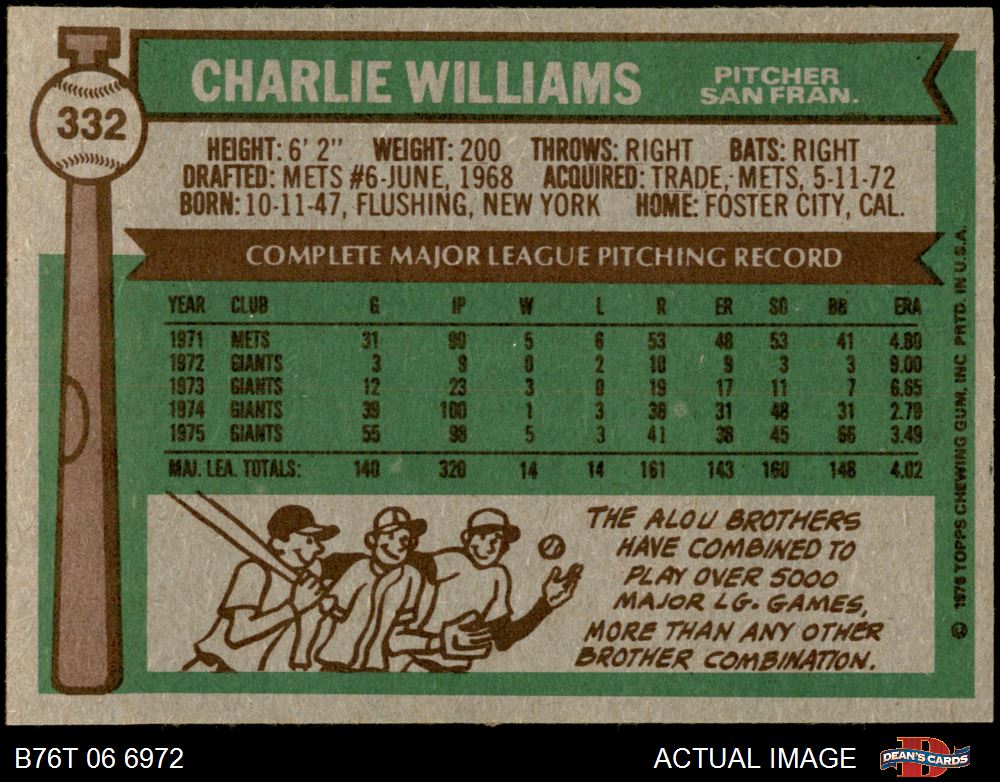 332
CHARLIE WILLIAMS
PITCHER
SAN FRAN.
HEIGHT: 6' 2" WEIGHT: 200 THROWS: RIGHT BATS: RIGHT
DRAFTED: METS #6-JUNE, 1968 ACQUIRED: TRADE, METS, 5-11-72
BORN: 10-11-47, FLUSHING, NEW YORK HOME: FOSTER CITY, CAL.
COMPLETE MAJOR LEAGUE PITCHING RECORD
YEAR CLUB G IP W L R ER SO BB ERA
1971 METS 31 90 5 6 53 48 53 41 4.80
1972 GIANTS 3 9 0 2 10 9 3 3 9.00
1973 GIANTS 12 23 3 0 19 17 11 7 6.65
1974 GIANTS 39 100 1 3 36 31 48 31 2.79
1975 GIANTS 55 98 5 3 41 38 45 66 3.49
MAJ. LEA. TOTALS: 140 320 14 14 161 143 160 148 4.02
THE ALOU BROTHERS
HAVE COMBINED TO
PLAY OVER 5000
MAJOR LG. GAMES,
MORE THAN ANY OTHER
BROTHER COMBINATION.
© 1976 TOPPS CHEWING GUM, INC PRTD. IN U.S.A.
B76T 06 6972
ACTUAL IMAGE
DEAN'S CARDS